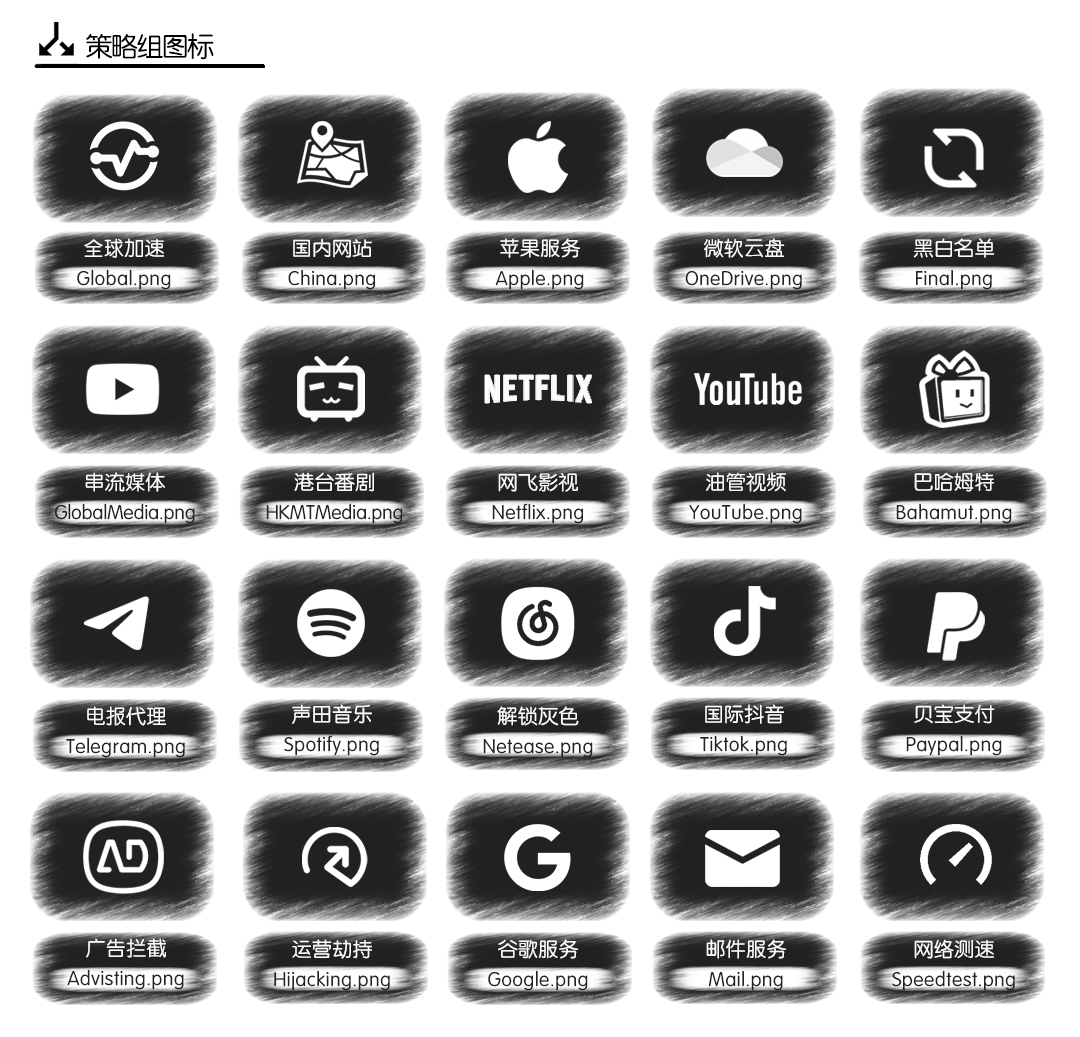 策略组图标
全球加速
Global.png
国内网站
China.png
苹果服务
Apple.png
微软云盘
OneDrive.png
黑白名单
Final.png
串流媒体
GlobalMedia.png
港台番剧
HKMTMedia.png
NETFLIX
网飞影视
Netflix.png
YouTube
油管视频
YouTube.png
巴哈姆特
Bahamut.png
电报代理
Telegram.png
声田音乐
Spotify.png
解锁灰色
Netease.png
国际抖音
Tiktok.png
贝宝支付
Paypal.png
AD
广告拦截
Advisting.png
运营劫持
Hijacking.png
G
谷歌服务
Google.png
邮件服务
Mail.png
网络测速
Speedtest.png